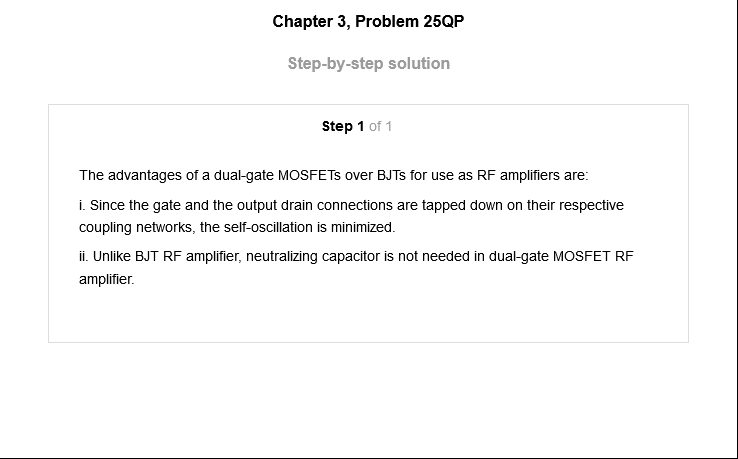 Chapter 3, Problem 25QP
Step-by-step solution
Step 1 of 1
The advantages of a dual-gate MOSFETs over BJTs for use as RF amplifiers are:
i. Since the gate and the output drain connections are tapped down on their respective
coupling networks, the self-oscillation is minimized.
ii. Unlike BJT RF amplifier, neutralizing capacitor is not needed in dual-gate MOSFET RF
amplifier.